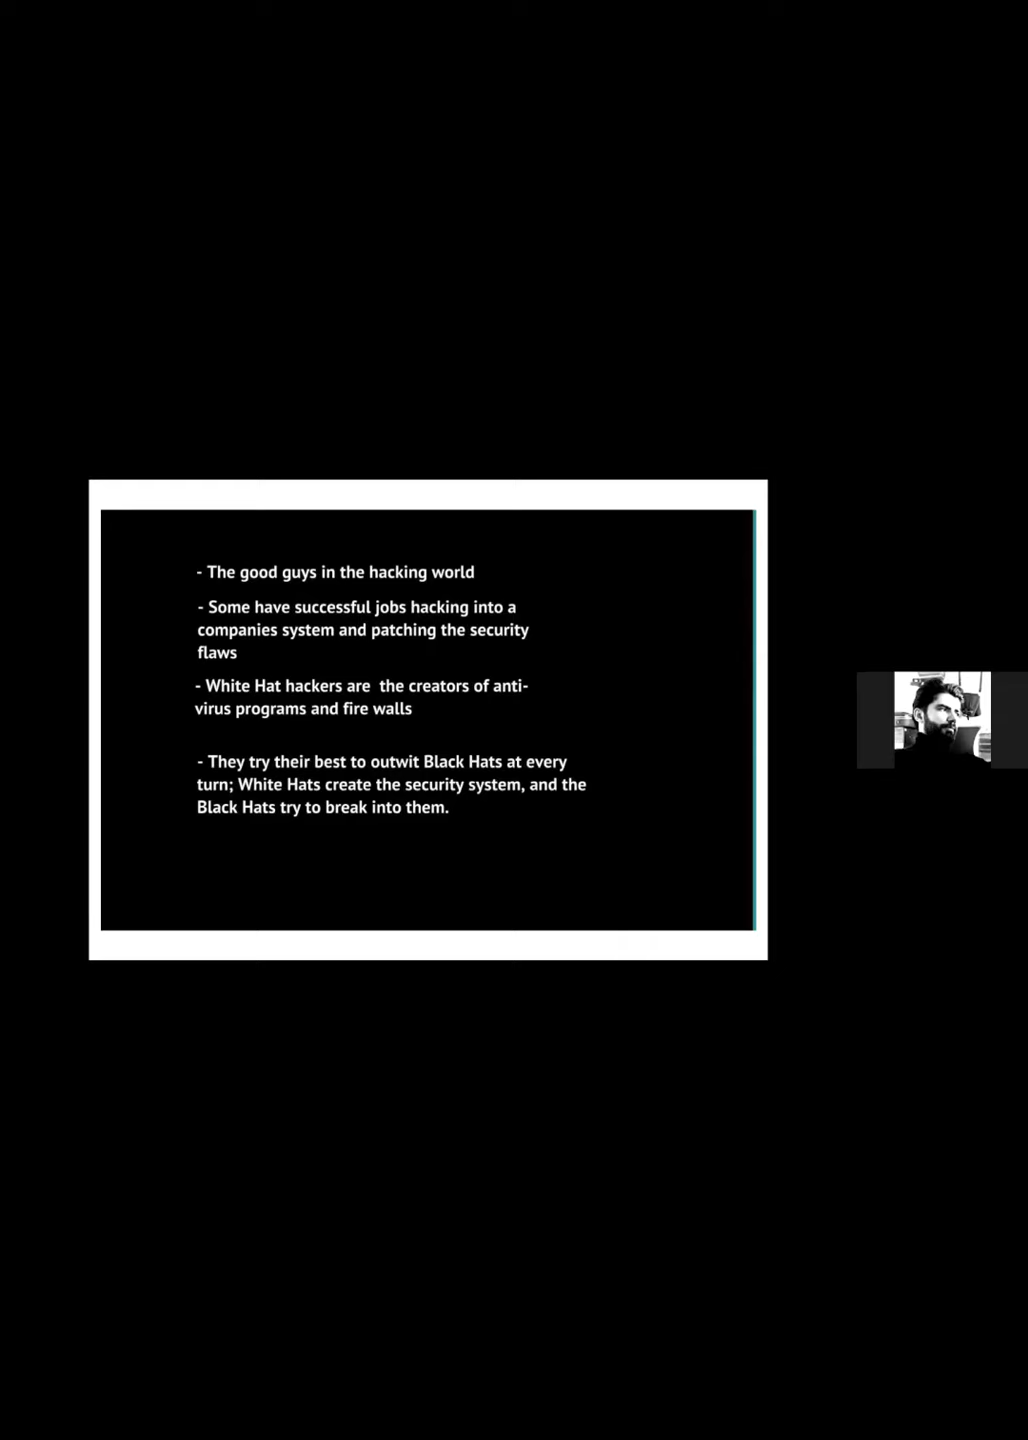 - The good guys in the hacking world
- Some have successful jobs hacking into a
companies system and patching the security
flaws
- White Hat hackers are  the creators of anti-
virus programs and fire walls
- They try their best to outwit Black Hats at every
turn; White Hats create the security system, and the
Black Hats try to break into them.